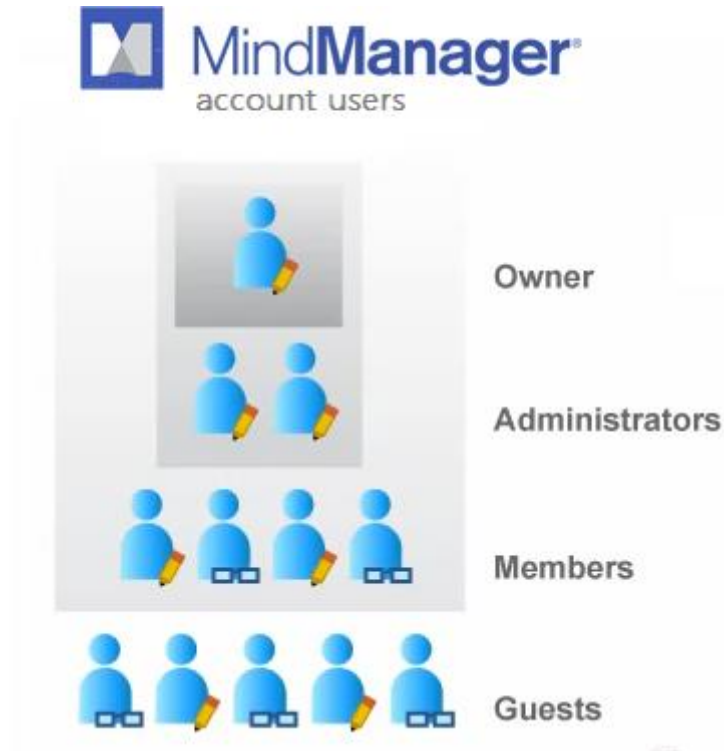 MindManager®
account users
Owner
Administrators
Members
Guests